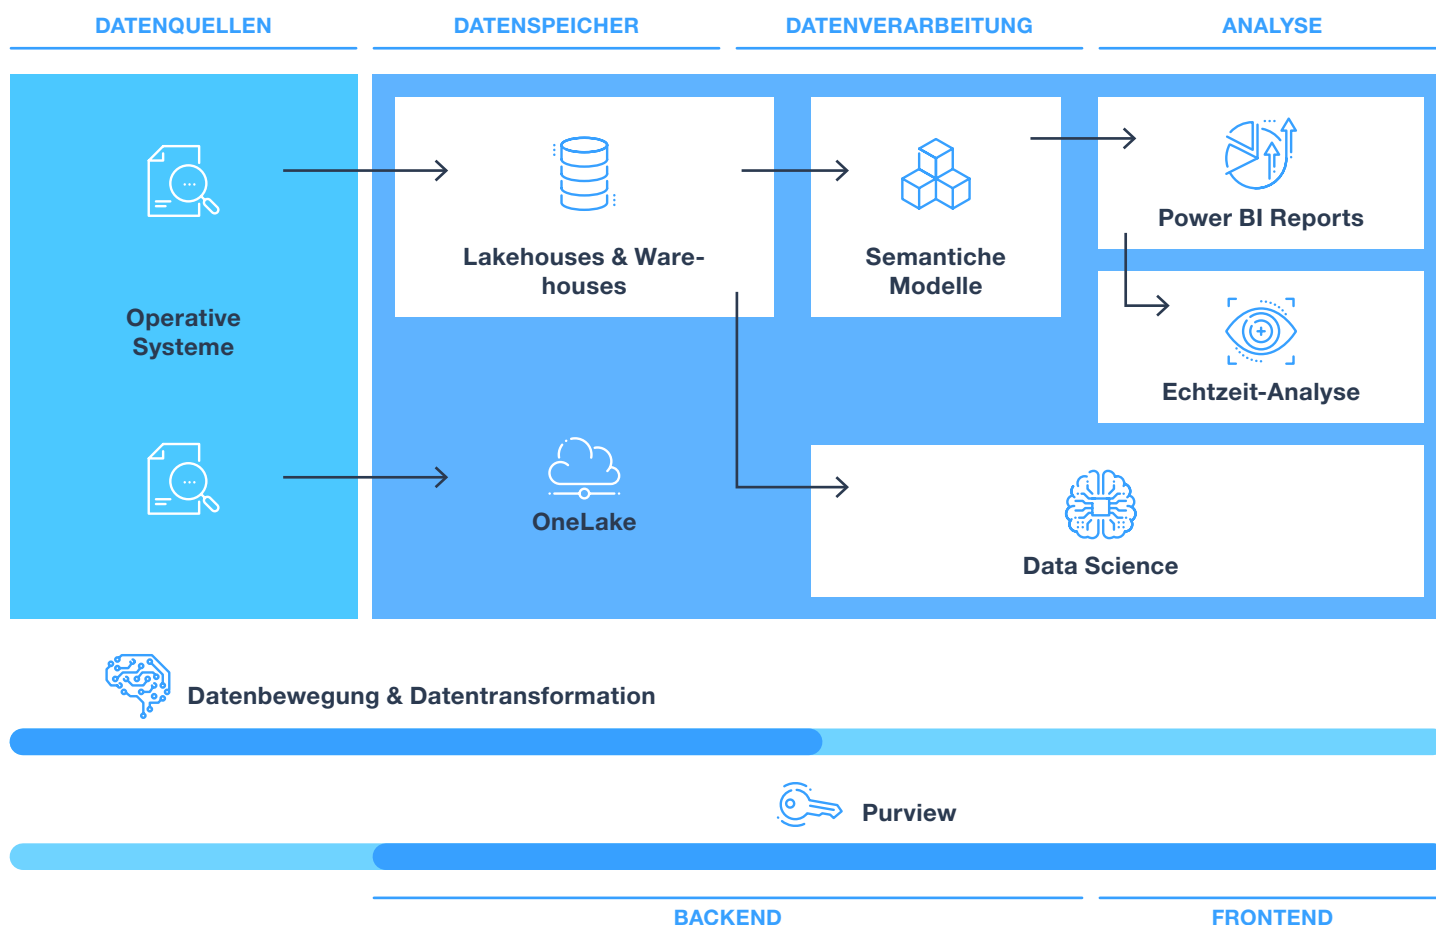 DATENQUELLEN
DATENSPEICHER
DATENVERARBEITUNG
ANALYSE
Operative
Systeme
Lakehouses & Ware-
houses
OneLake
Semantiche
Modelle
Power BI Reports
Echtzeit-Analyse
Data Science
Datenbewegung & Datentransformation
Purview
BACKEND
FRONTEND